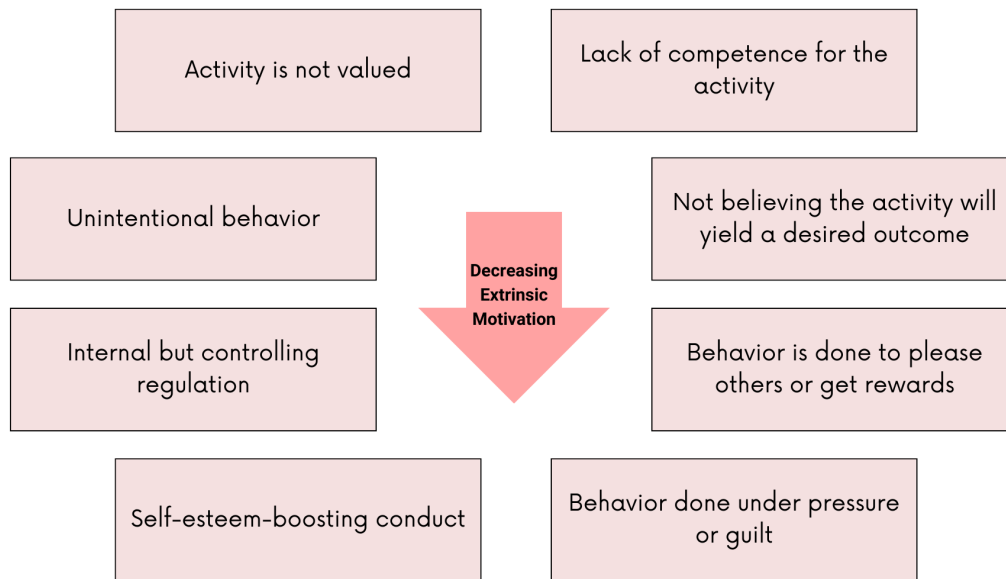 Activity is not valued
Lack of competence for the
activity
Unintentional behavior
Not believing the activity will
yield a desired outcome
Decreasing
Extrinsic
Motivation
Internal but controlling
regulation
Behavior is done to please
others or get rewards
Self-esteem-boosting conduct
Behavior done under pressure
or guilt